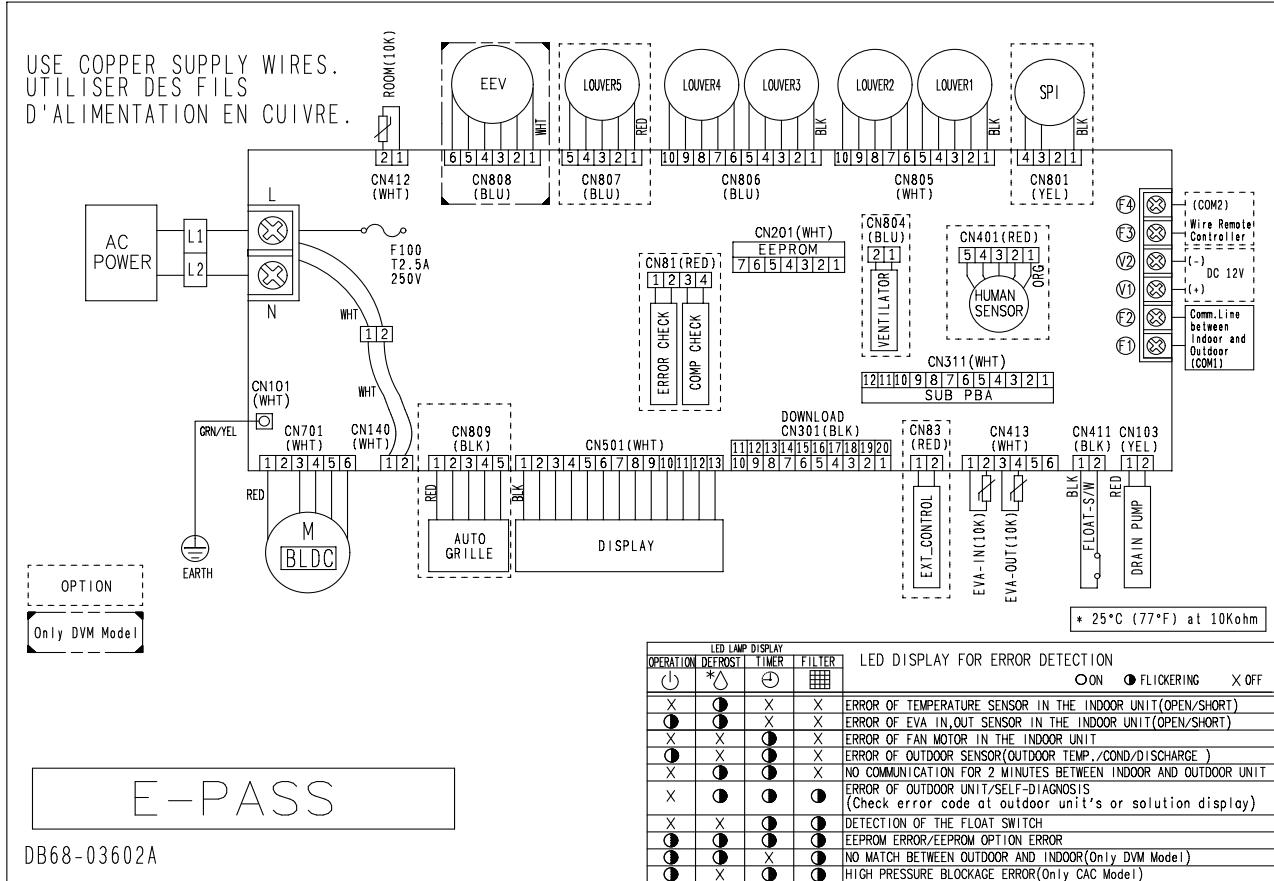 USE COPPER SUPPLY WIRES.
UTILISER DES FILS
D'ALIMENTATION EN CUIVRE.
ROOM(10K)
2 1
CN412
(WHT)
EEV
WHT
6 5 4 3 2 1
CN808
(BLU)
LOUVER5
RED
5 4 3 2 1
CN807
(BLU)
LOUVER4
LOUVER3
BLK
10 9 8 7 6 5 4 3 2 1
CN806
(BLU)
LOUVER2
LOUVER1
BLK
10 9 8 7 6 5 4 3 2 1
CN805
(WHT)
SPI
BLK
4 3 2 1
CN801
(YEL)
AC
POWER
L1
L2
L
N
F100
T2.5A
250V
WHT
1 2
WHT
CN201(WHT)
EEPROM
7 6 5 4 3 2 1
CN81(RED)
1 2 3 4
ERROR CHECK
COMP CHECK
CN804
(BLU)
2 1
VENTILATOR
CN401(RED)
5 4 3 2 1
ORG
HUMAN
SENSOR
F4
F3
V2
V1
F2
F1
(COM2)
Wire Remote
Controller
(-)
DC 12V
(+)
Comm.Line
between
Indoor and
Outdoor
(COM1)
CN311(WHT)
12 11 10 9 8 7 6 5 4 3 2 1
SUB PBA
CN101
(WHT)
GRN/YEL
EARTH
CN701
(WHT)
1 2 3 4 5 6
RED
M
BLDC
CN140
(WHT)
1 2
CN809
(BLK)
1 2 3 4 5
RED
AUTO
GRILLE
CN501(WHT)
1 2 3 4 5 6 7 8 9 10 11 12 13
BLK
DISPLAY
DOWNLOAD
CN301(BLK)
11 12 13 14 15 16 17 18 19 20
10 9 8 7 6 5 4 3 2 1
CN83
(RED)
1 2
EXT_CONTROL
CN413
(WHT)
1 2 3 4 5 6
EVA-IN(10K)
EVA-OUT(10K)
CN411
(BLK)
1 2
BLK
FLOAT-S/W
CN103
(YEL)
1 2
RED
DRAIN PUMP
OPTION
Only DVM Model
* 25°C (77°F) at 10Kohm
LED LAMP DISPLAY
OPERATION DEFROST TIMER FILTER
LED DISPLAY FOR ERROR DETECTION
○ ON ◑ FLICKERING X OFF
X ◑ X X ERROR OF TEMPERATURE SENSOR IN THE INDOOR UNIT(OPEN/SHORT)
◑ ◑ X X ERROR OF EVA IN,OUT SENSOR IN THE INDOOR UNIT(OPEN/SHORT)
X X ◑ X ERROR OF FAN MOTOR IN THE INDOOR UNIT
◑ X ◑ X ERROR OF OUTDOOR SENSOR(OUTDOOR TEMP./COND/DISCHARGE )
X ◑ ◑ X NO COMMUNICATION FOR 2 MINUTES BETWEEN INDOOR AND OUTDOOR UNIT
X ◑ ◑ ◑ ERROR OF OUTDOOR UNIT/SELF-DIAGNOSIS
(Check error code at outdoor unit's or solution display)
X X ◑ ◑ DETECTION OF THE FLOAT SWITCH
◑ ◑ ◑ ◑ EEPROM ERROR/EEPROM OPTION ERROR
◑ ◑ X ◑ NO MATCH BETWEEN OUTDOOR AND INDOOR(Only DVM Model)
◑ X ◑ ◑ HIGH PRESSURE BLOCKAGE ERROR(Only CAC Model)
E-PASS
DB68-03602A